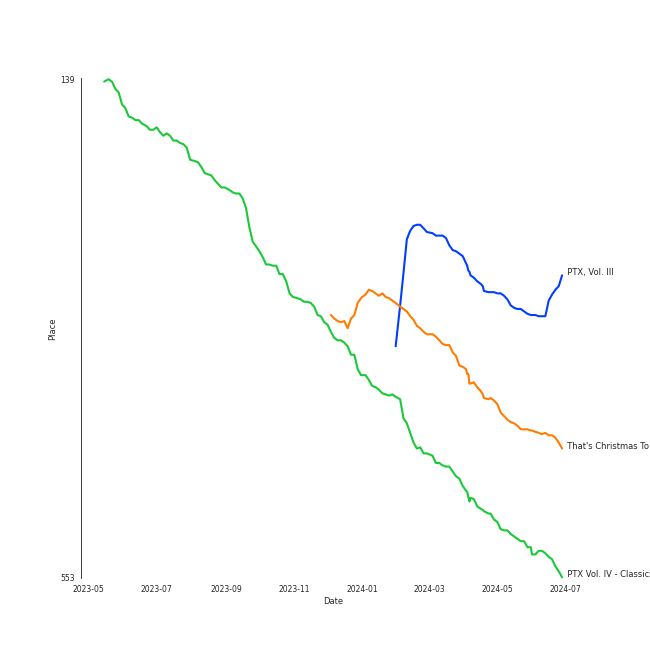 139
PTX, Vol. III
Place
That's Christmas To
553
PTX Vol. IV - Classic
2023-05
2023-07
2023-09
2023-11
2024-01
2024-03
2024-05
2024-07
Date